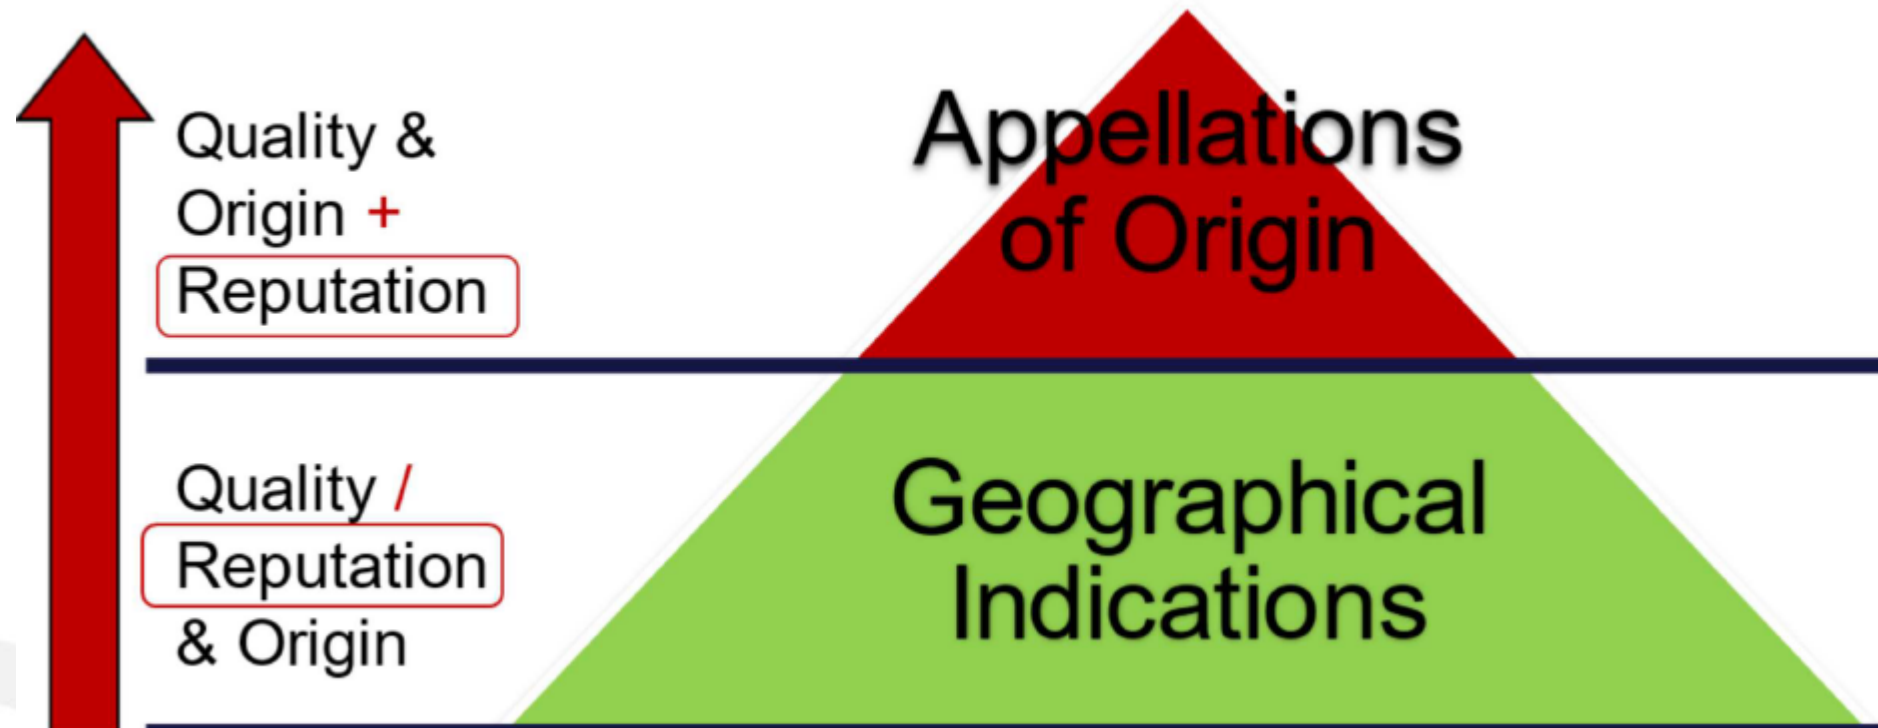 Quality &
Origin +
Reputation
Appellations
of Origin
Quality /
Reputation
& Origin
Geographical
Indications